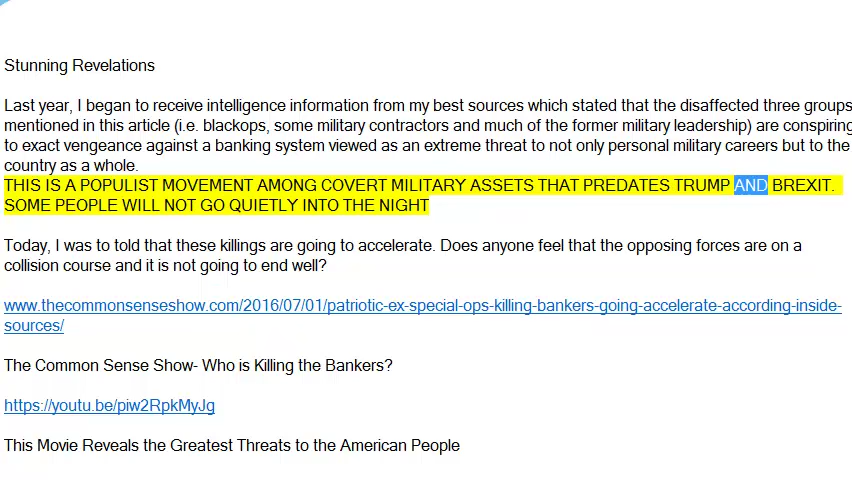 Stunning Revelations
Last year, I began to receive intelligence information from my best sources which stated that the disaffected three groups
mentioned in this article (i.e. blackops, some military contractors and much of the former military leadership) are conspiring
to exact vengeance against a banking system viewed as an extreme threat to not only personal military careers but to the
country as a whole.
THIS IS A POPULIST MOVEMENT AMONG COVERT MILITARY ASSETS THAT PREDATES TRUMP AND BREXIT.
SOME PEOPLE WILL NOT GO QUIETLY INTO THE NIGHT
Today, I was to told that these killings are going to accelerate. Does anyone feel that the opposing forces are on a
collision course and it is not going to end well?
www.thecommonsenseshow.com/2016/07/01/patriotic-ex-special-ops-killing-bankers-going-accelerate-according-inside-
sources/
The Common Sense Show- Who is Killing the Bankers?
https://youtu.be/piw2RpkMyJg
This Movie Reveals the Greatest Threats to the American People